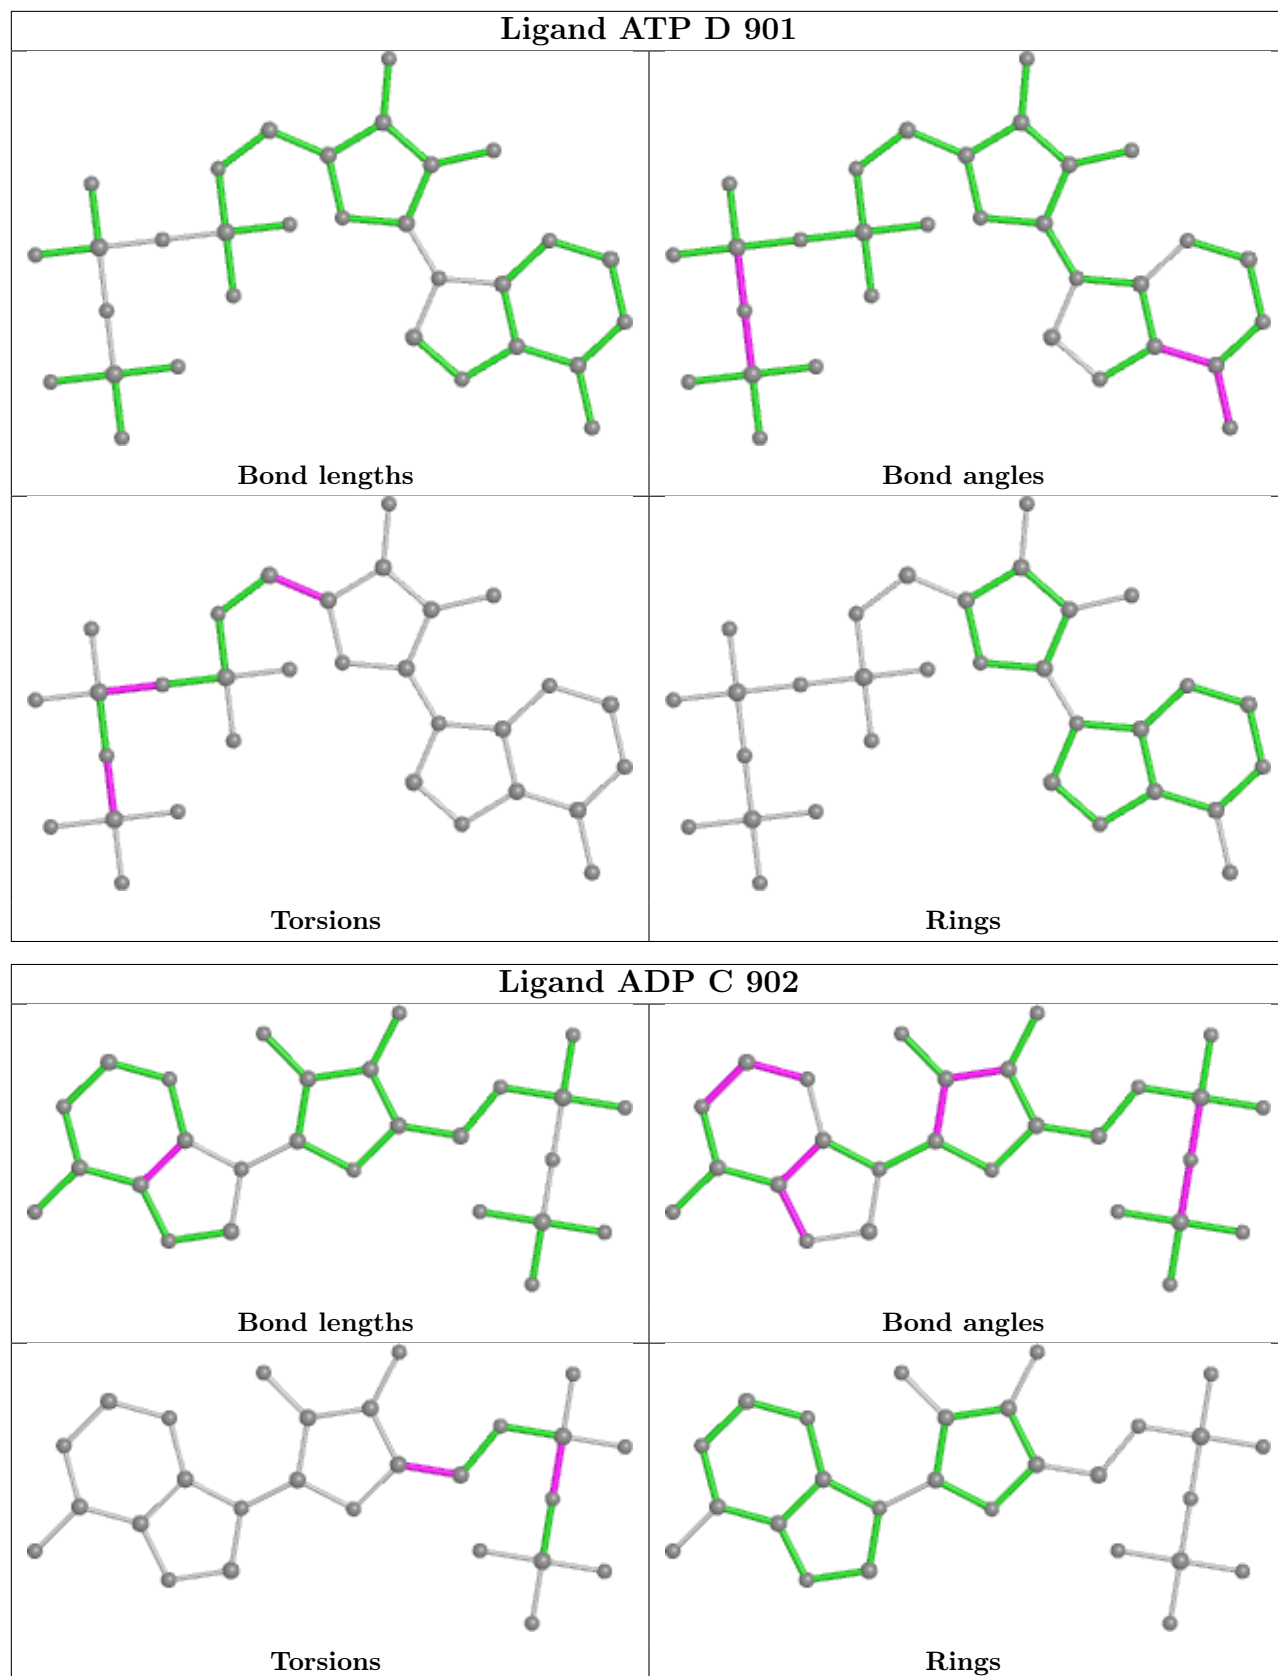 Ligand ATP D 901
Bond lengths
Bond angles
Torsions
Rings
Ligand ADP C 902
Bond lengths
Bond angles
Torsions
Rings